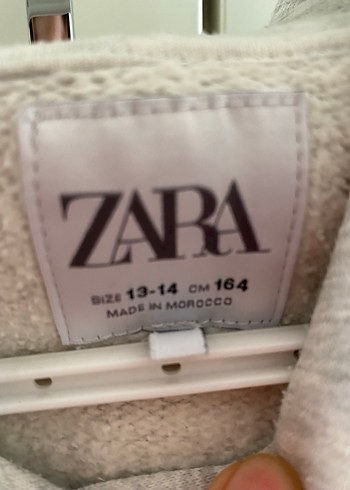 ZARA
SIZE 13-14 CM 164
MADE IN MOROCCO